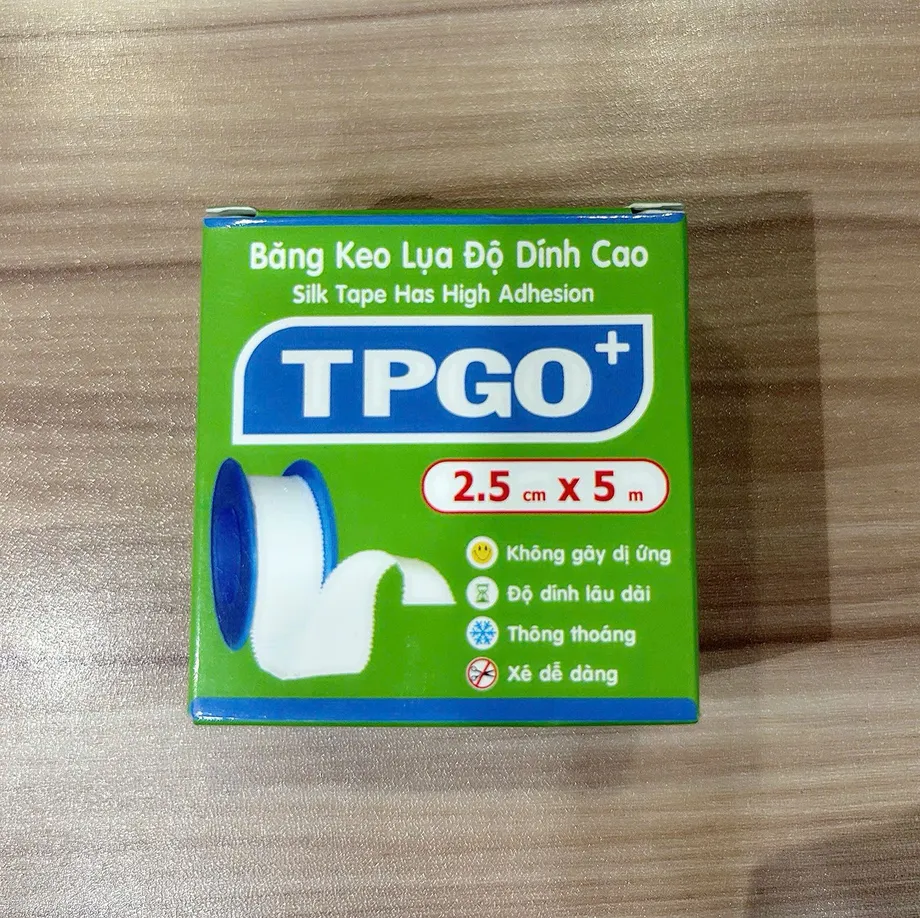 Băng Keo Lụa Độ Dính Cao
Silk Tape Has High Adhesion
TPGO+
2.5 cm x 5 m
Không gây dị ứng
Độ dính lâu dài
Thông thoáng
Xé dễ dàng